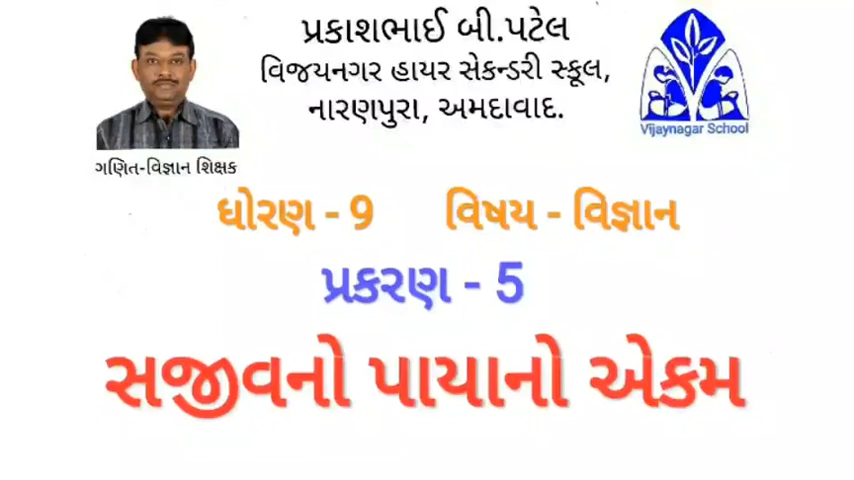 પ્રકાશભાઈ બી.પટેલ
વિજયનગર હાયર સેકન્ડરી સ્કૂલ,
નારણપુરા, અમદાવાદ.
Vijaynagar School
ગણિત-વિજ્ઞાન શિક્ષક
ધોરણ - 9 વિષય - વિજ્ઞાન
પ્રકરણ - 5
સજીવનો પાયાનો એકમ